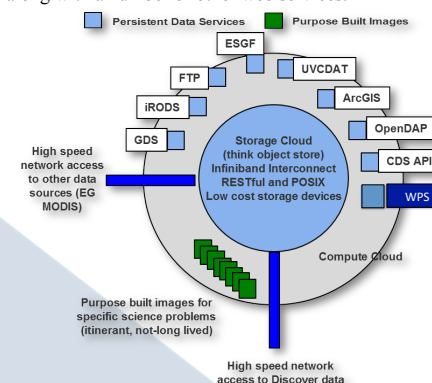 Persistent Data Services
Purpose Built Images
ESGF
UVCDAT
FTP
ArcGIS
iRODS
OpenDAP
GDS
CDS API
WPS
High speed
network access
to other data
sources (EG
MODIS)
Storage Cloud
(think object store)
Infiniband Interconnect
RESTful and POSIX
Low cost storage devices
Compute Cloud
Purpose built images for
specific science problems
(itinerant, not-long lived)
High speed network
access to Discover data